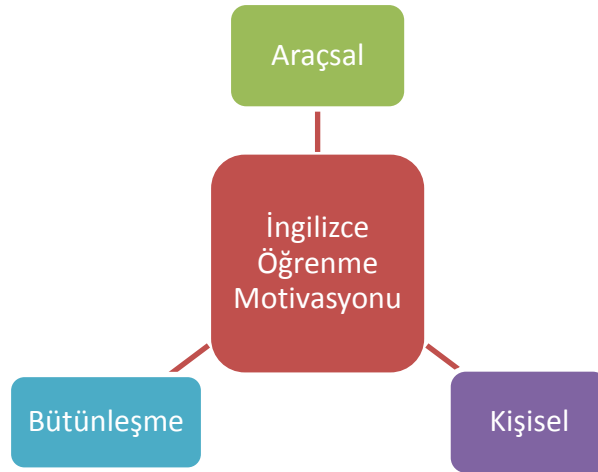 Araçsal
İngilizce
Öğrenme
Motivasyonu
Bütünleşme
Kişisel